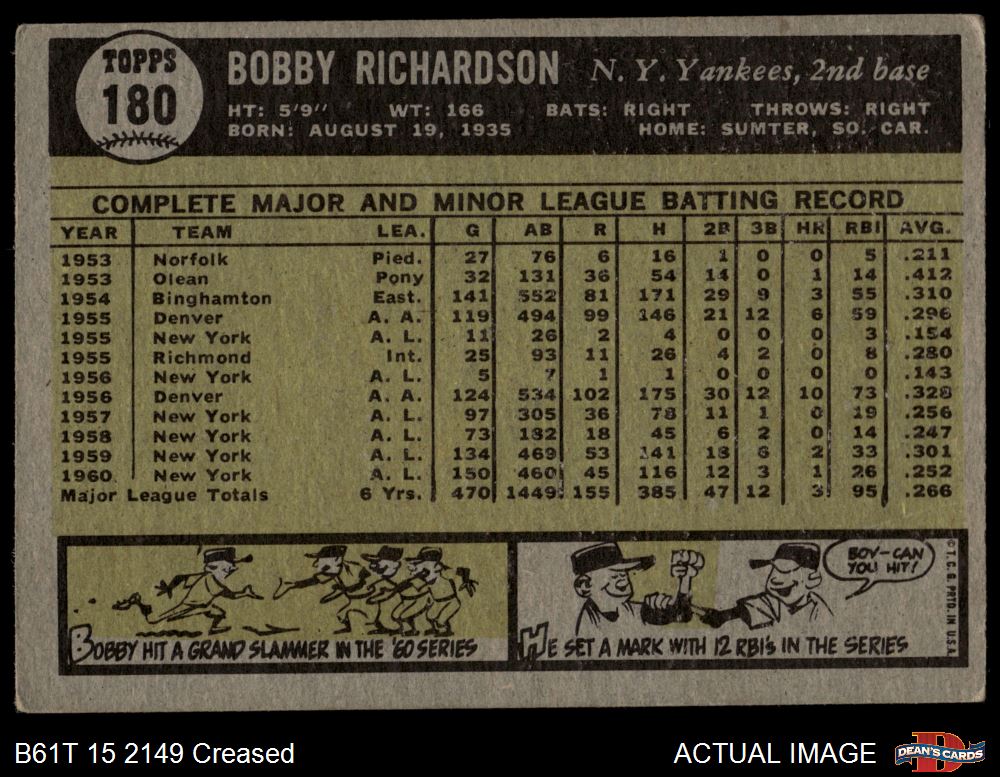 TOPPS
180
BOBBY RICHARDSON N. Y. Yankees, 2nd base
HT: 5'9" WT: 166 BATS: RIGHT THROWS: RIGHT
BORN: AUGUST 19, 1935 HOME: SUMTER, SO. CAR.
COMPLETE MAJOR AND MINOR LEAGUE BATTING RECORD
YEAR TEAM LEA. G AB R H 2B 3B HR RBI AVG.
1953 Norfolk Pied. 27 76 6 16 1 0 0 5 .211
1953 Olean Pony 32 131 36 54 14 0 1 14 .412
1954 Binghamton East. 141 552 81 171 29 9 3 55 .310
1955 Denver A. A. 119 494 99 146 21 12 6 59 .296
1955 New York A. L. 11 26 2 4 0 0 0 3 .154
1955 Richmond Int. 25 93 11 26 4 2 0 8 .280
1956 New York A. L. 5 7 1 1 0 0 0 0 .143
1956 Denver A. A. 124 534 102 175 30 12 10 73 .328
1957 New York A. L. 97 305 36 78 11 1 0 19 .256
1958 New York A. L. 73 182 18 45 6 2 0 14 .247
1959 New York A. L. 134 469 53 141 18 6 2 33 .301
1960 New York A. L. 150 460 45 116 12 3 1 26 .252
Major League Totals 6 Yrs. 470 1449 155 385 47 12 3 95 .266
BOY-CAN
YOU HIT!
BOBBY HIT A GRAND SLAMMER IN THE '60 SERIES
HE SET A MARK WITH 12 RBI'S IN THE SERIES
© T. C. G. PRTD. IN U.S.A.
B61T 15 2149 Creased
ACTUAL IMAGE
DEAN'S CARDS